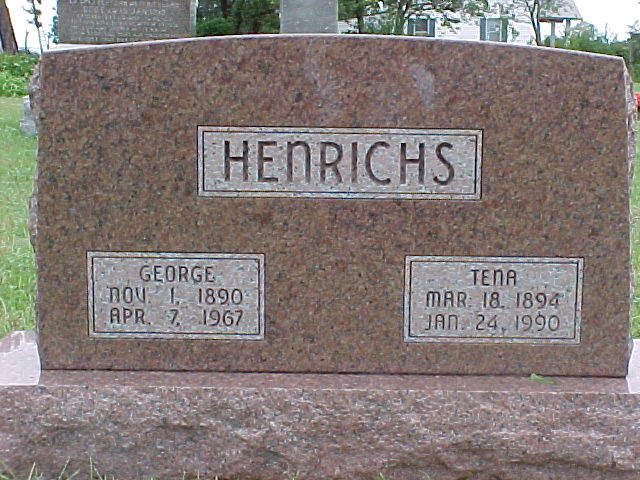 HENRICHS
GEORGE
NOV. 1, 1890
APR. 7, 1967
TENA
MAR. 18, 1894
JAN. 24, 1990